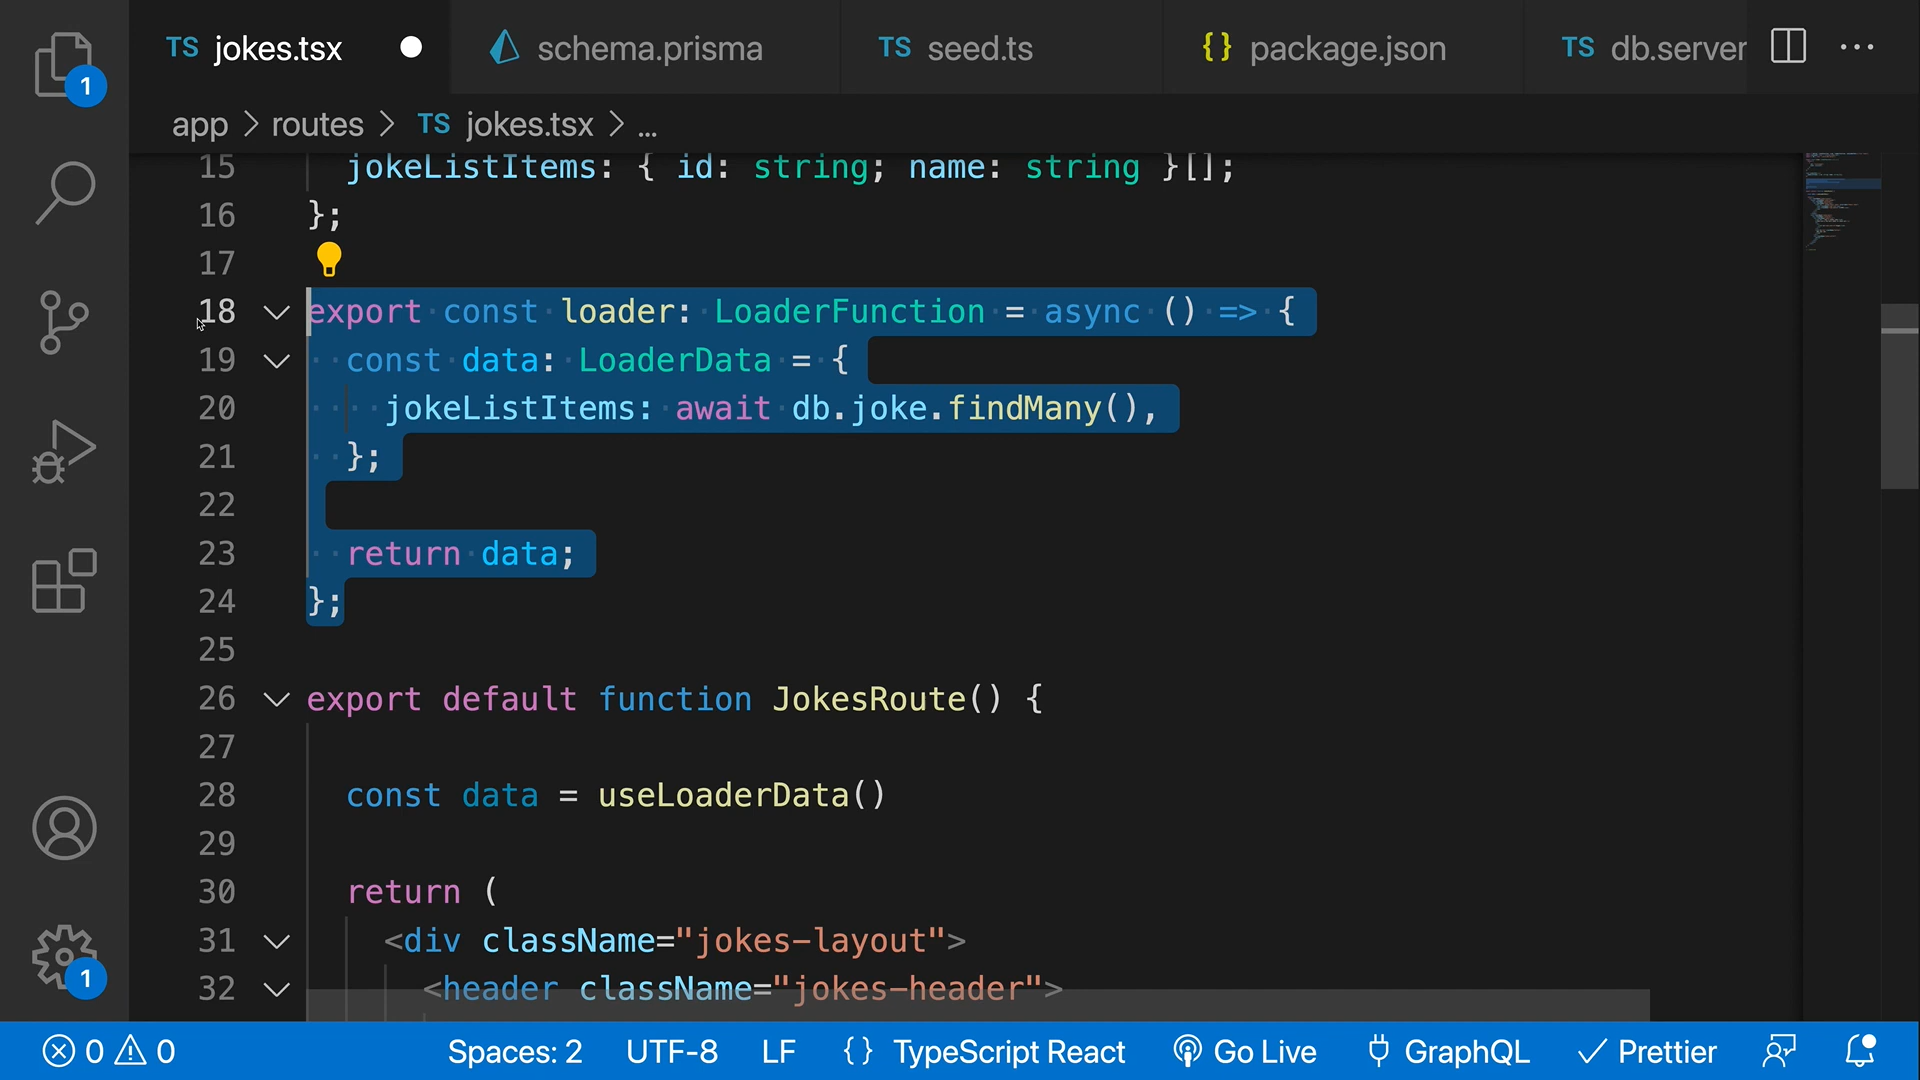 TS jokes.tsx schema.prisma TS seed.ts {} package.json TS db.server ...
1
app > routes > TS jokes.tsx > ...
15 jokeListItems: { id: string; name: string }[];
16 };
17
18 export const loader: LoaderFunction = async () => {
19 const data: LoaderData = {
20 jokeListItems: await db.joke.findMany(),
21 };
22
23 return data;
24 };
25
26 export default function JokesRoute() {
27
28 const data = useLoaderData()
29
30 return (
31 <div className="jokes-layout">
32 <header className="jokes-header">
1
0 0 Spaces: 2 UTF-8 LF {} TypeScript React Go Live GraphQL Prettier